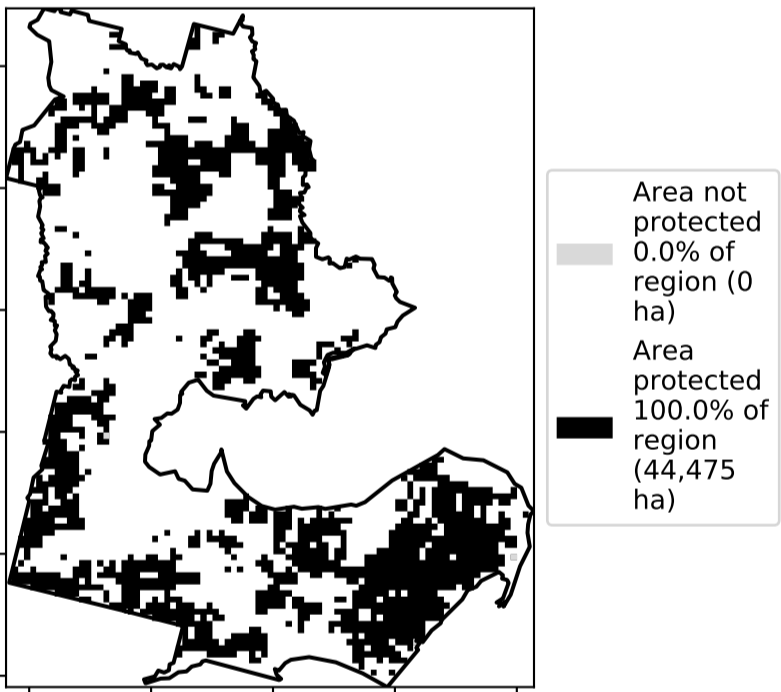 Area not
protected
0.0% of
region (0
ha)
Area
protected
100.0% of
region
(44,475
ha)